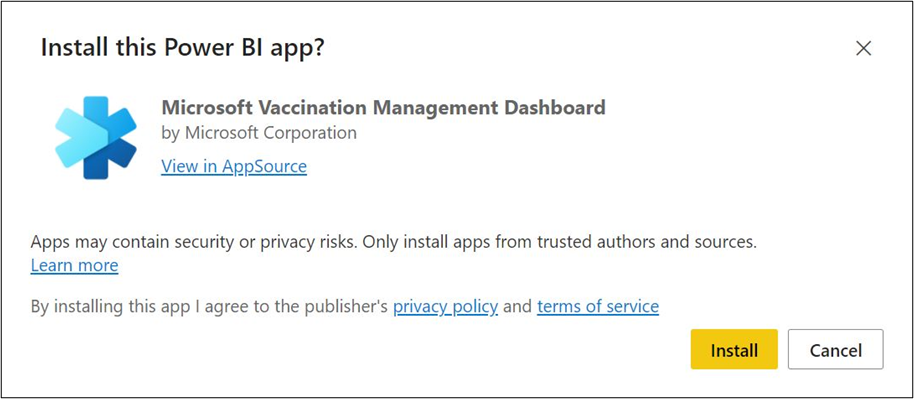 Install this Power BI app?
Microsoft Vaccination Management Dashboard
by Microsoft Corporation
View in AppSource
Apps may contain security or privacy risks. Only install apps from trusted authors and sources.
Learn more
By installing this app I agree to the publisher's privacy policy and terms of service
Install Cancel